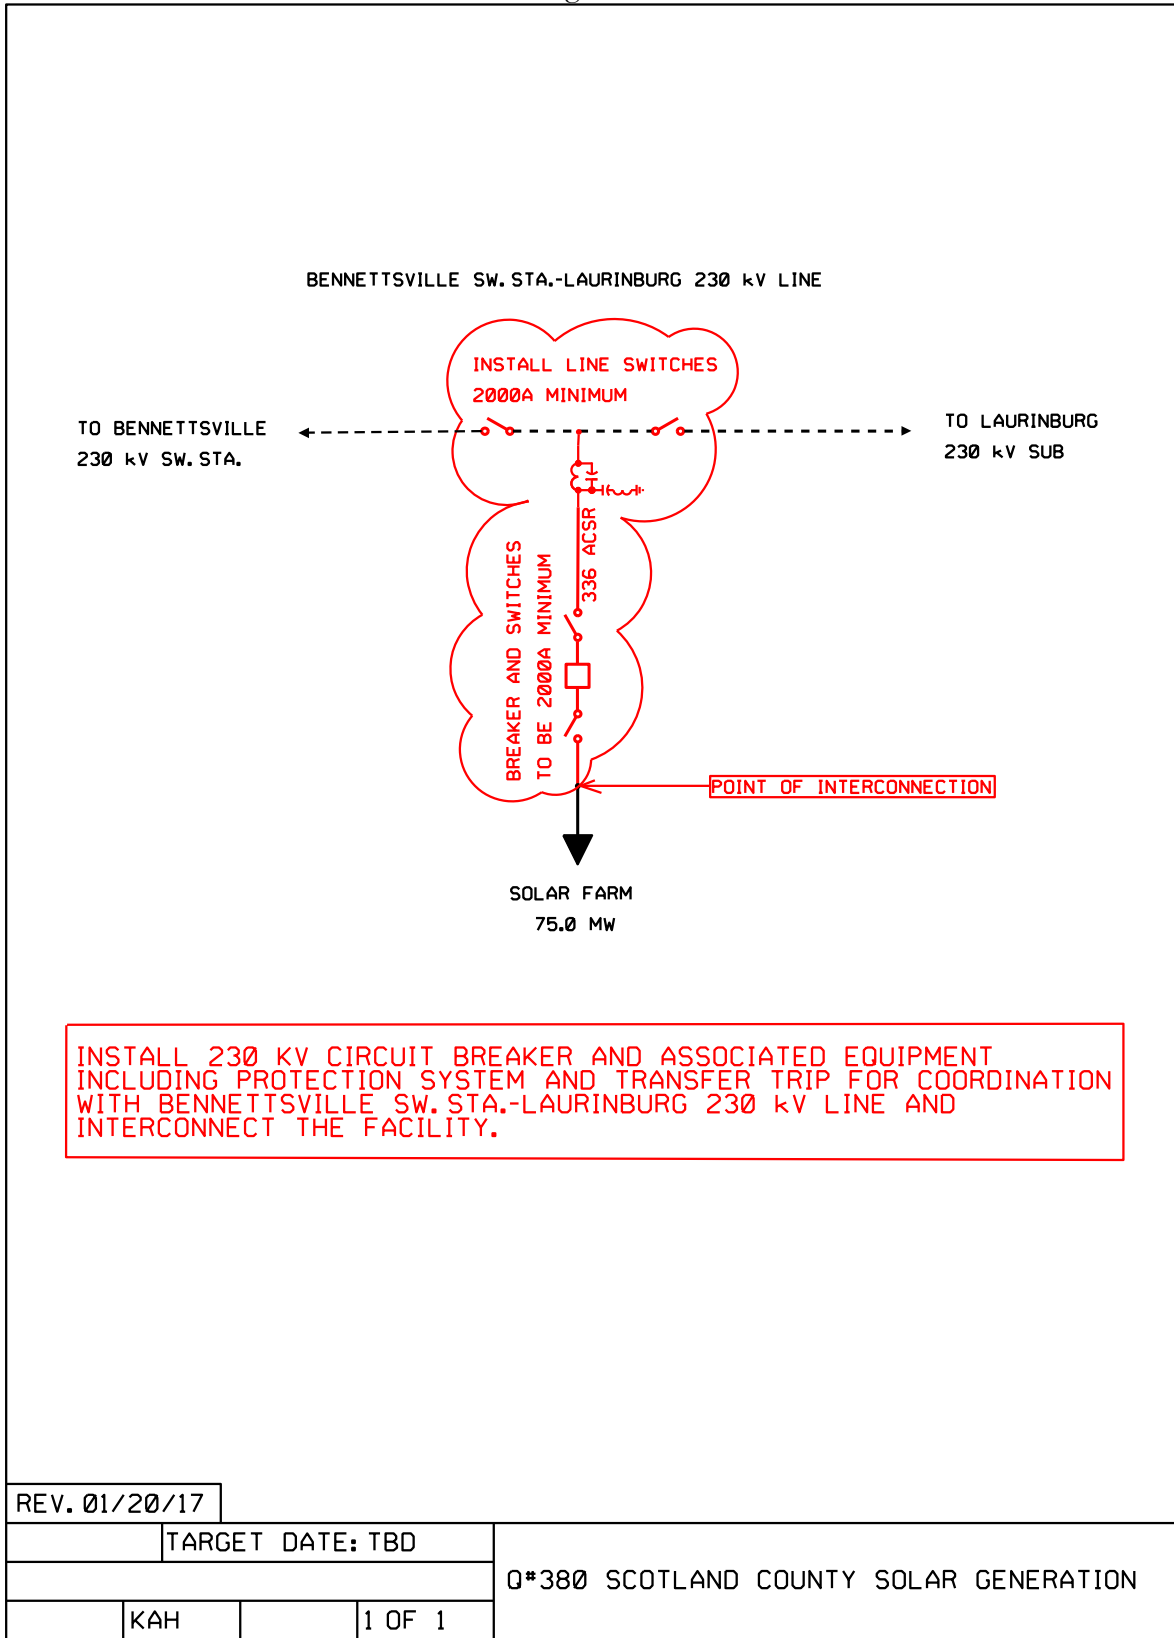 BENNETTSVILLE SW. STA.-LAURINBURG 230 kV LINE
INSTALL LINE SWITCHES
2000A MINIMUM
TO BENNETTSVILLE
230 kV SW. STA.
TO LAURINBURG
230 kV SUB
336 ACSR
BREAKER AND SWITCHES
TO BE 2000A MINIMUM
POINT OF INTERCONNECTION
SOLAR FARM
75.0 MW
INSTALL 230 KV CIRCUIT BREAKER AND ASSOCIATED EQUIPMENT
INCLUDING PROTECTION SYSTEM AND TRANSFER TRIP FOR COORDINATION
WITH BENNETTSVILLE SW. STA.-LAURINBURG 230 kV LINE AND
INTERCONNECT THE FACILITY.
REV. 01/20/17
TARGET DATE: TBD
Q#380 SCOTLAND COUNTY SOLAR GENERATION
KAH
1 OF 1